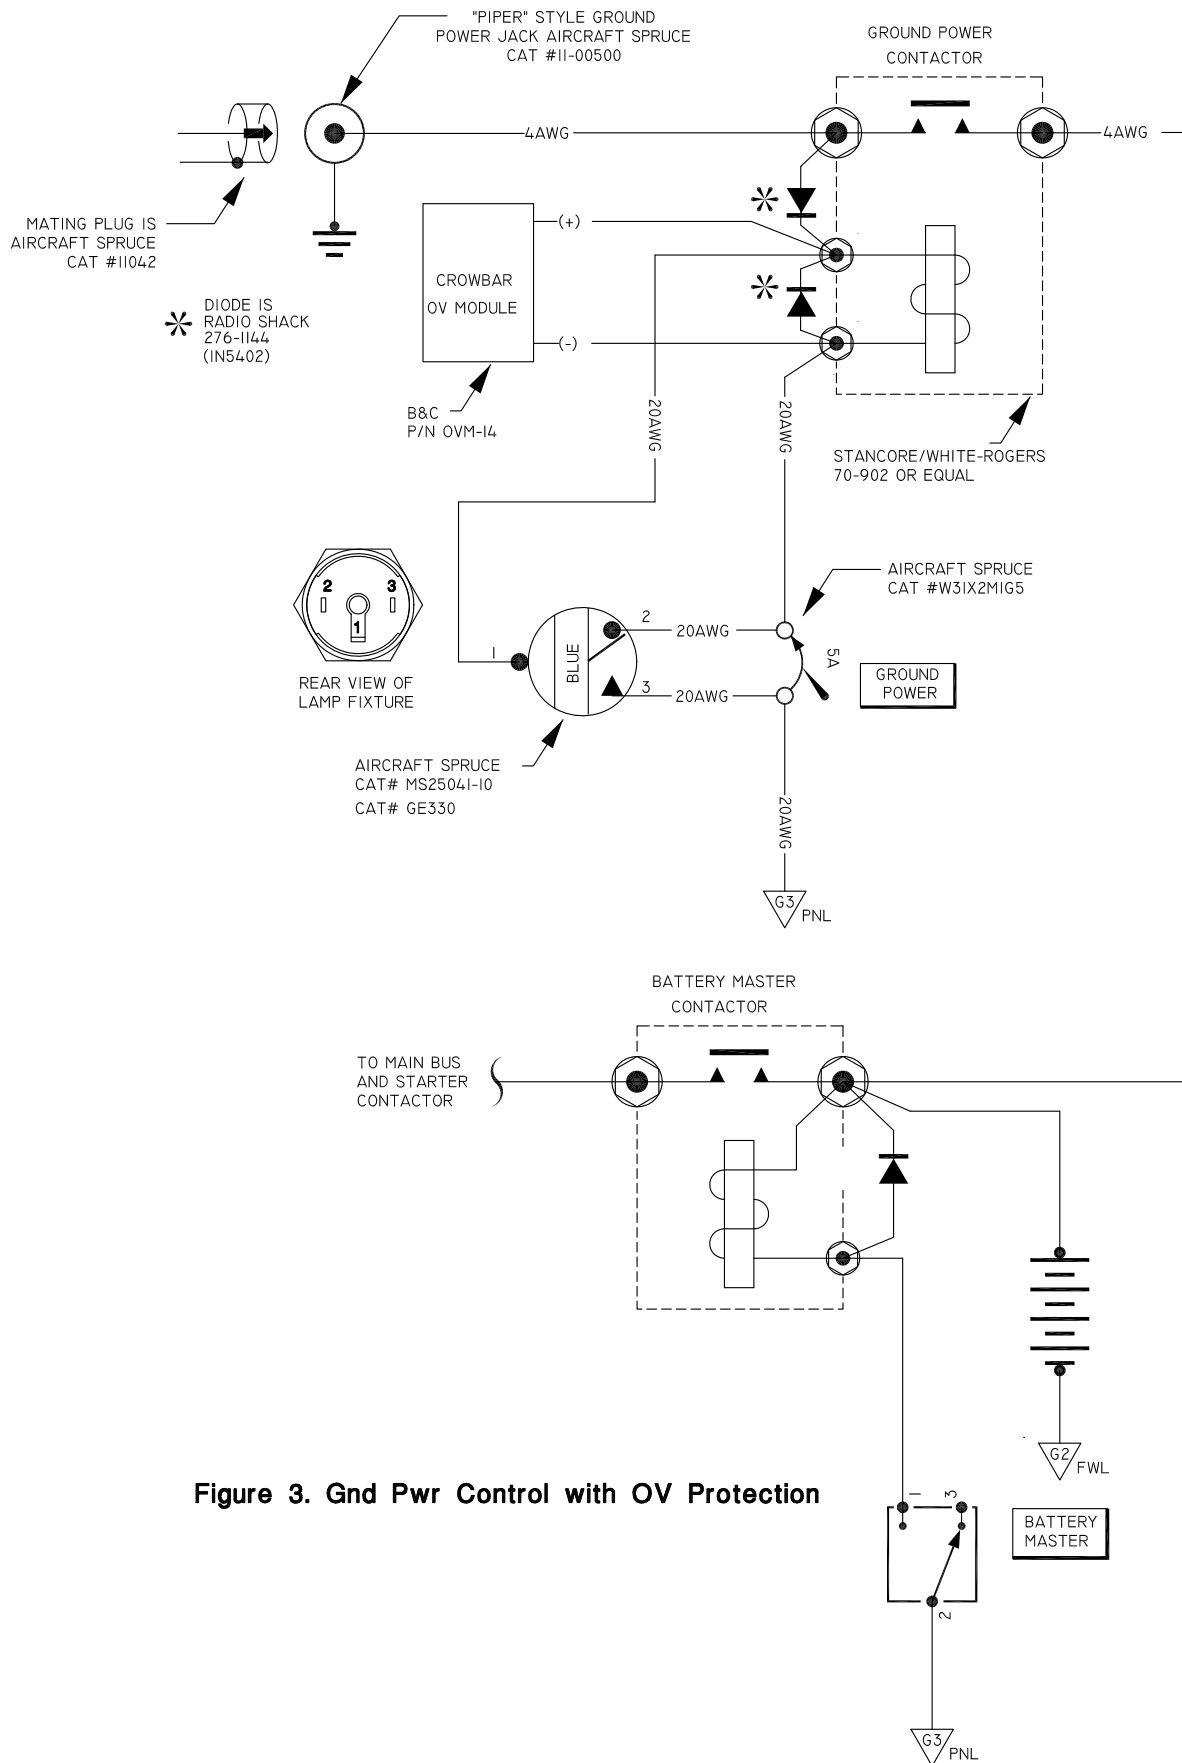 "PIPER" STYLE GROUND
POWER JACK AIRCRAFT SPRUCE
CAT #11-00500
GROUND POWER
CONTACTOR
4AWG
4AWG
MATING PLUG IS
AIRCRAFT SPRUCE
CAT #11042
DIODE IS
RADIO SHACK
276-1144
(IN5402)
CROWBAR
OV MODULE
(+)
(-)
B&C
P/N OVM-14
20AWG
20AWG
STANCORE/WHITE-RODGERS
70-902 OR EQUAL
2
3
1
REAR VIEW OF
LAMP FIXTURE
AIRCRAFT SPRUCE
CAT #W31X2M1G5
1
BLUE
2
3
20AWG
20AWG
5A
GROUND
POWER
AIRCRAFT SPRUCE
CAT# MS25041-10
CAT# GE330
20AWG
G3
PNL
BATTERY MASTER
CONTACTOR
TO MAIN BUS
AND STARTER
CONTACTOR
G2
FWL
Figure 3. Gnd Pwr Control with OV Protection
1
3
2
BATTERY
MASTER
G3
PNL